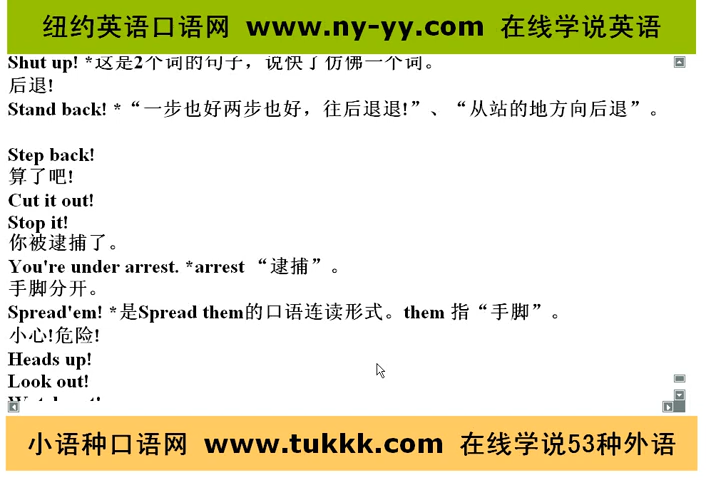 纽约英语口语网 www.ny-yy.com 在线学说英语
Shut up! *这是2个词的句子，说快了仿佛一个词。
后退!
Stand back! *“一步也好两步也好，往后退退!”、“从站的地方向后退”。
Step back!
算了吧!
Cut it out!
Stop it!
你被逮捕了。
You're under arrest. *arrest “逮捕”。
手脚分开。
Spread'em! *是Spread them的口语连读形式。them 指“手脚”。
小心!危险!
Heads up!
Look out!
小语种口语网 www.tukkk.com 在线学说53种外语